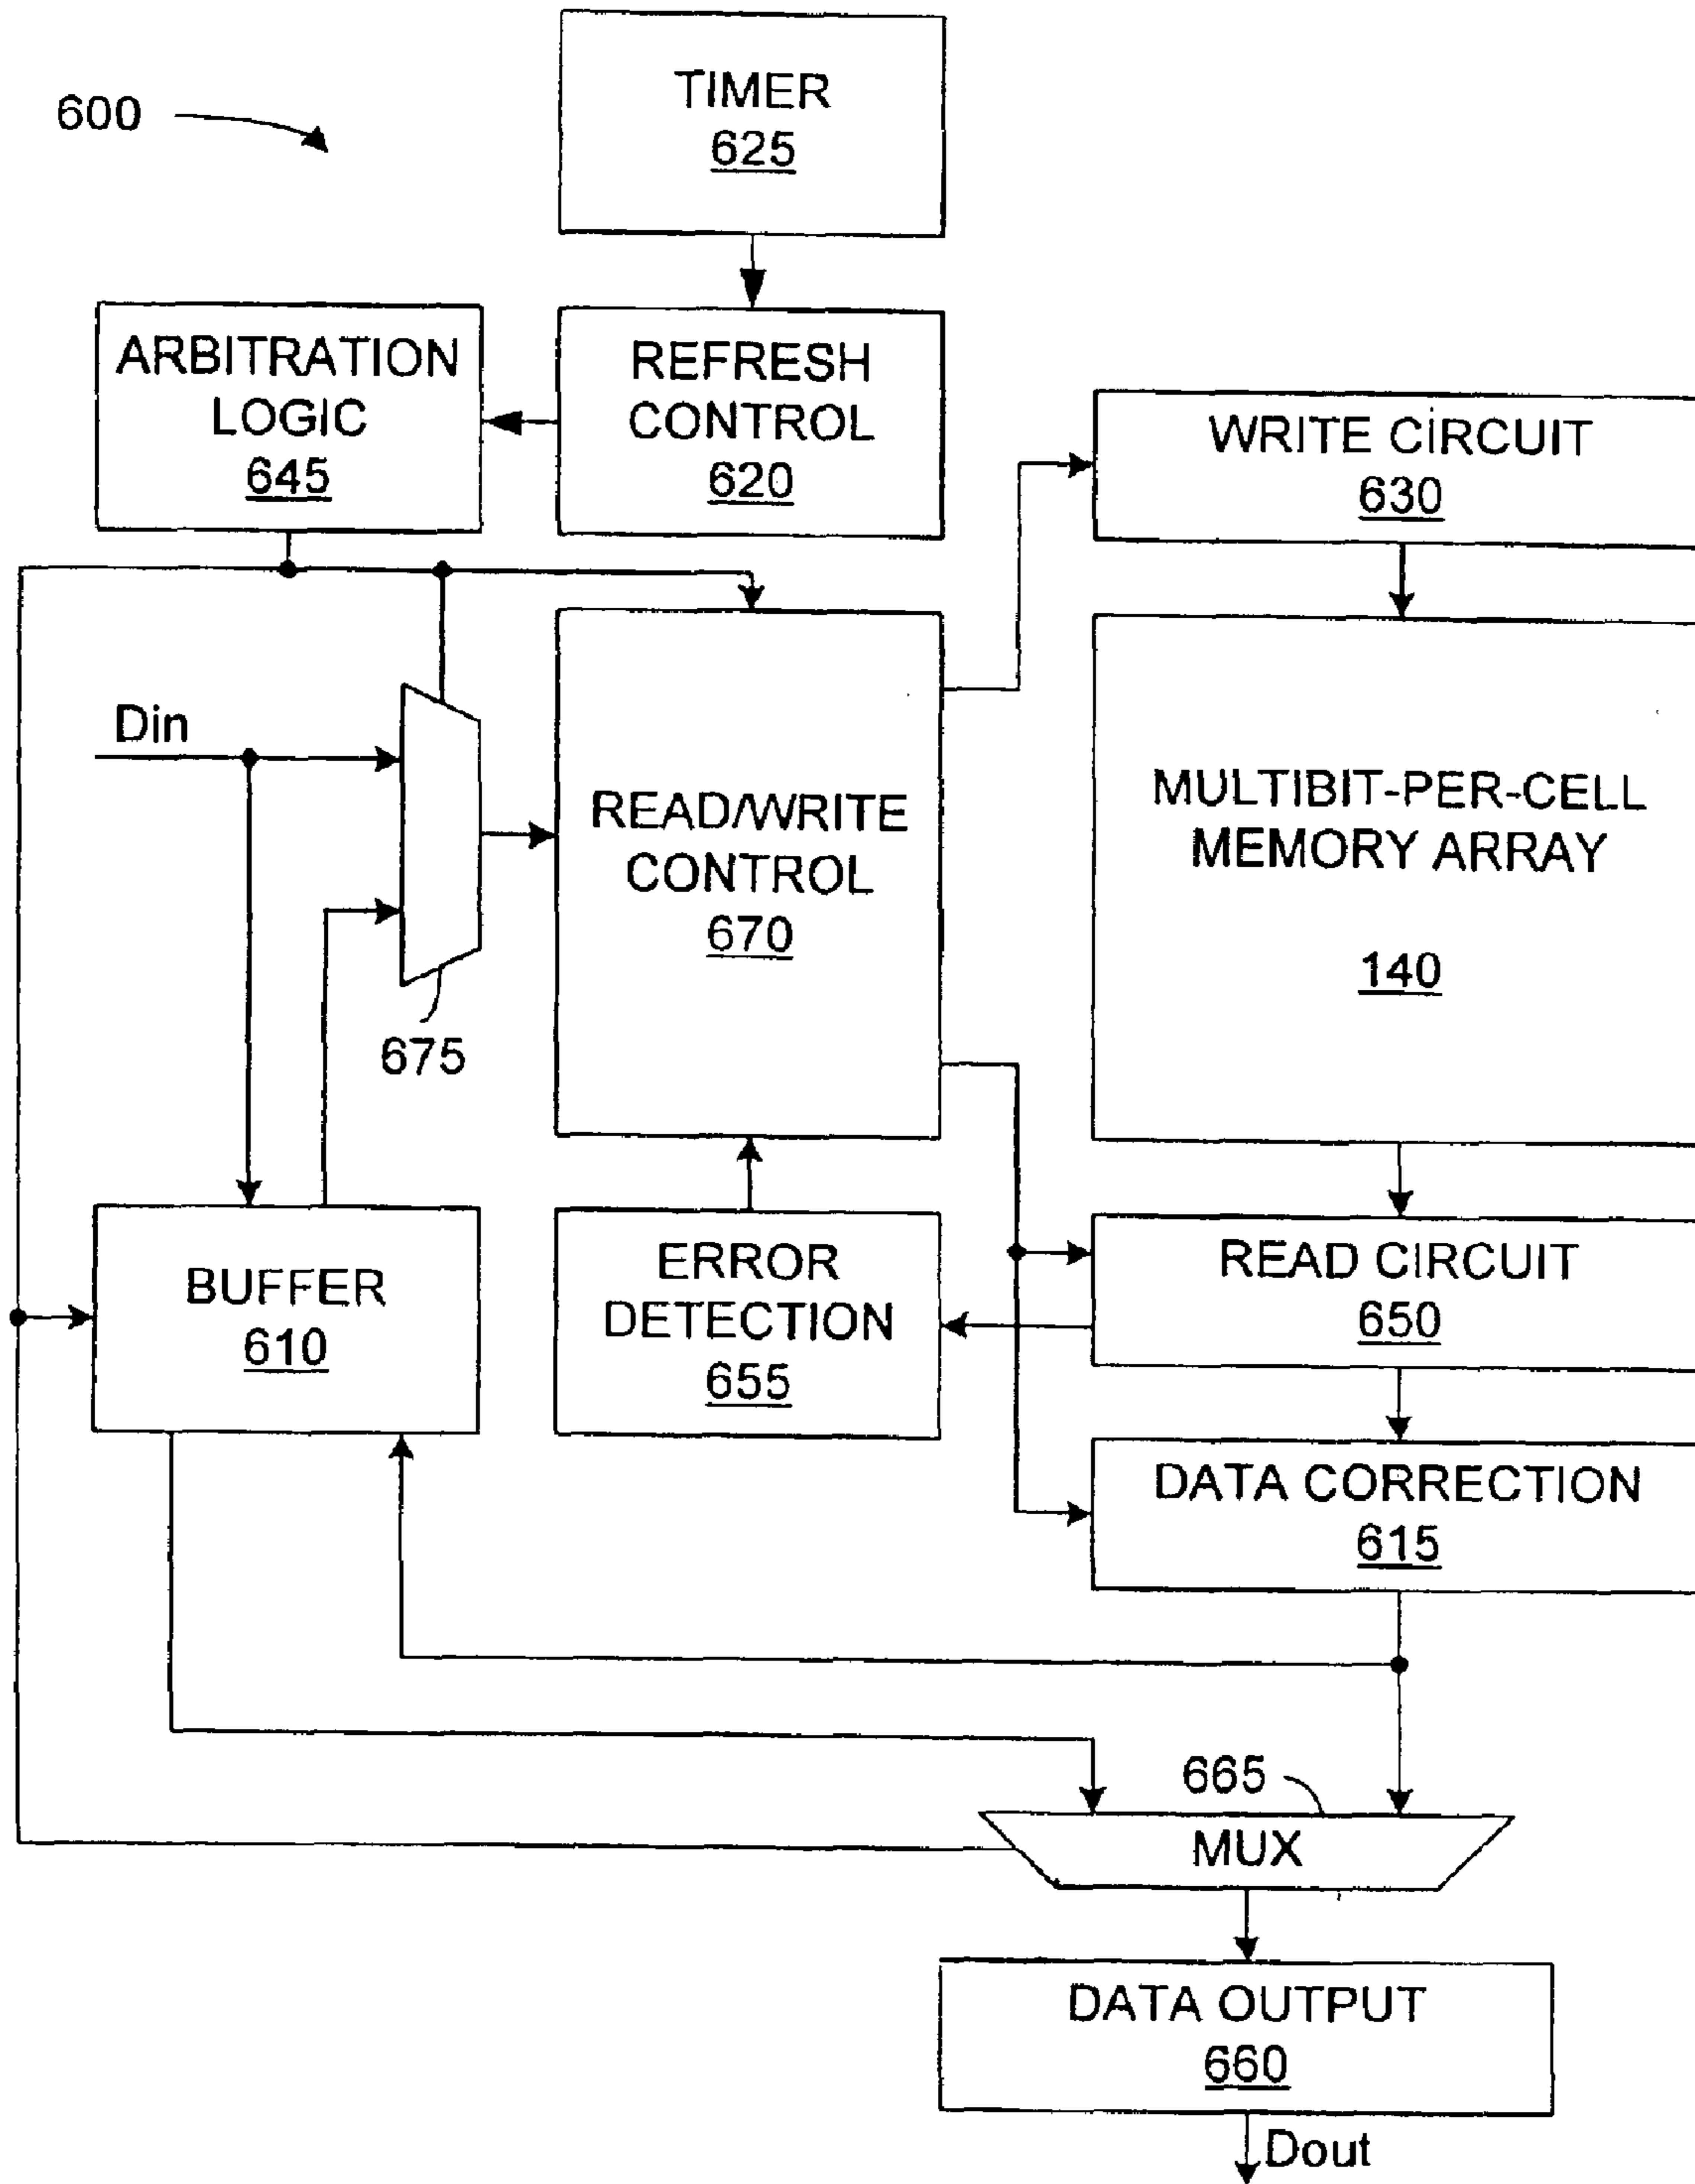 600
TIMER
625
ARBITRATION
LOGIC
645
REFRESH
CONTROL
620
WRITE CIRCUIT
630
Din
675
READ/WRITE
CONTROL
670
MULTIBIT-PER-CELL
MEMORY ARRAY
140
BUFFER
610
ERROR
DETECTION
655
READ CIRCUIT
650
DATA CORRECTION
615
665
MUX
DATA OUTPUT
660
Dout